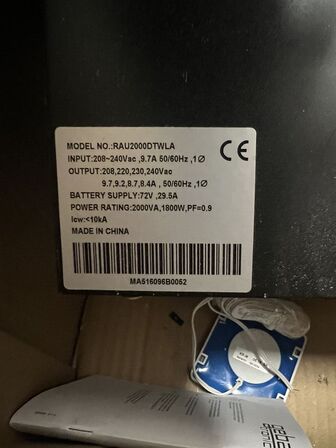 MODEL NO.:RAU2000DTWLA
INPUT:208~240Vac ,9.7A 50/60Hz ,1Ø
OUTPUT:208,220,230,240Vac
9.7,9.2,8.7,8.4A , 50/60Hz,1Ø
BATTERY SUPPLY:72V ,29.5A
POWER RATING:2000VA,1800W,PF=0.9
Icw:<10kA
MADE IN CHINA
CE
MA516096B0052